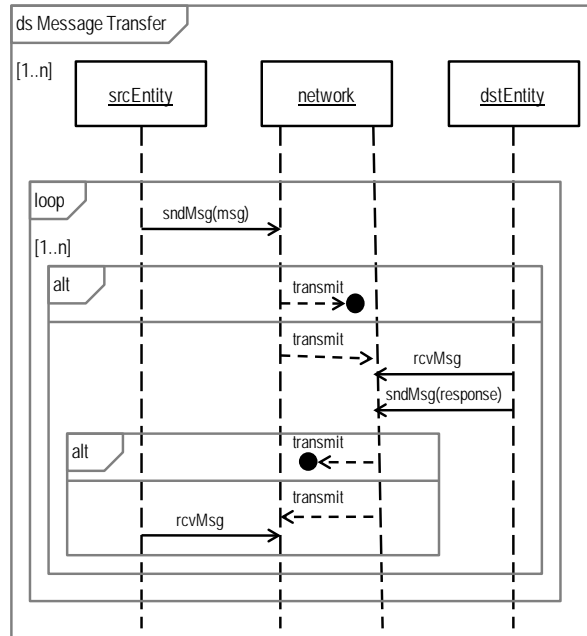 ds Message Transfer
[1..n]
srcEntity
network
dstEntity
loop
sndMsg(msg)
[1..n]
alt
transmit
transmit
rcvMsg
sndMsg(response)
alt
transmit
transmit
rcvMsg